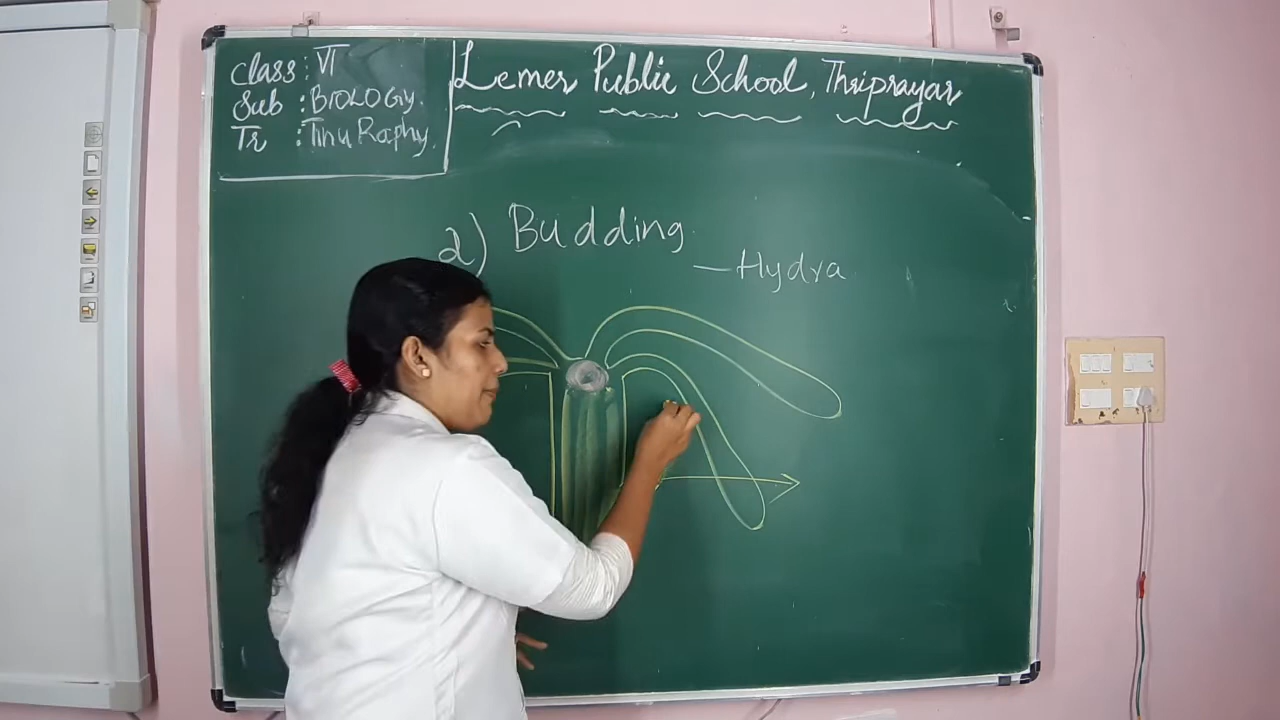 Class : VI
Sub : BIOLOGY.
Tr : Tinu Raphy.
Lemer Public School, Thriprayar
2) Budding
— Hydra